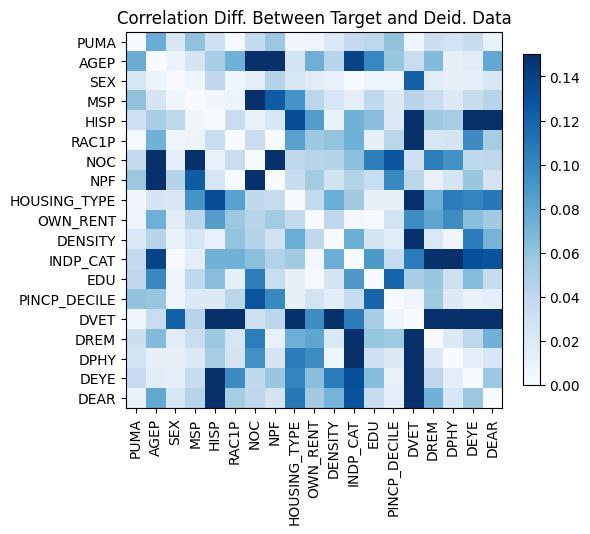 Correlation Diff. Between Target and Deid. Data
PUMA
AGEP
SEX
MSP
HISP
RAC1P
NOC
NPF
HOUSING_TYPE
OWN_RENT
DENSITY
INDP_CAT
EDU
PINCP_DECILE
DVET
DREM
DPHY
DEYE
DEAR
0.14
0.12
0.10
0.08
0.06
0.04
0.02
0.00
PUMA
AGEP
SEX
MSP
HISP
RAC1P
NOC
NPF
HOUSING_TYPE
OWN_RENT
DENSITY
INDP_CAT
EDU
PINCP_DECILE
DVET
DREM
DPHY
DEYE
DEAR